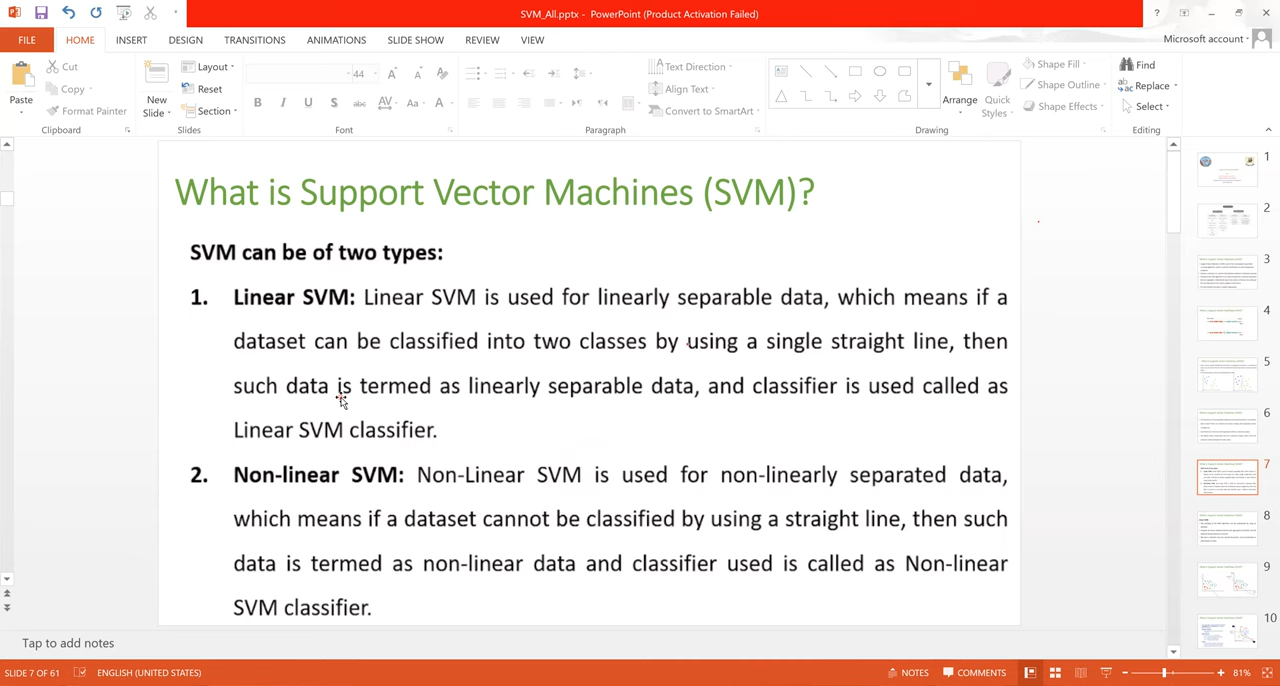 SVM_All.pptx - PowerPoint (Product Activation Failed)
FILE HOME INSERT DESIGN TRANSITIONS ANIMATIONS SLIDE SHOW REVIEW VIEW
Microsoft account
Paste
Cut
Copy
Format Painter
Clipboard
New
Slide
Layout
Reset
Section
Slides
44
B I U S abc AV Aa A
Font
Text Direction
Align Text
Convert to SmartArt
Paragraph
Arrange
Quick
Styles
Shape Fill
Shape Outline
Shape Effects
Drawing
Find
Replace
Select
Editing
What is Support Vector Machines (SVM)?
SVM can be of two types:
1. Linear SVM: Linear SVM is used for linearly separable data, which means if a
dataset can be classified into two classes by using a single straight line, then
such data is termed as linearly separable data, and classifier is used called as
Linear SVM classifier.
2. Non-linear SVM: Non-Linear SVM is used for non-linearly separated data,
which means if a dataset cannot be classified by using a straight line, then such
data is termed as non-linear data and classifier used is called as Non-linear
SVM classifier.
1
2
3
4
5
6
7
8
9
10
Tap to add notes
SLIDE 7 OF 61 ENGLISH (UNITED STATES) NOTES COMMENTS 81%